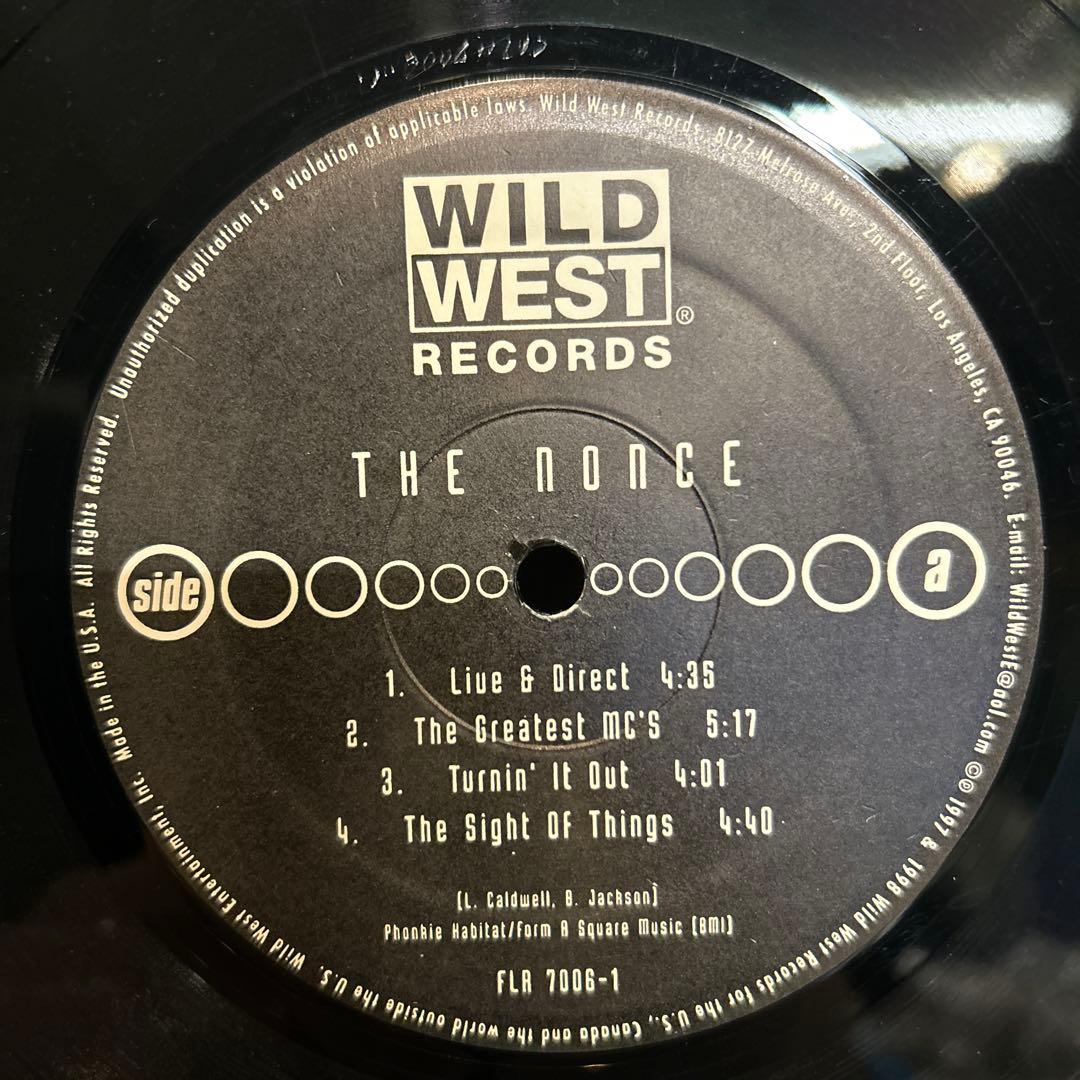 WILD
WEST®
RECORDS
THE NONCE
side
a
1. Live & Direct 4:35
2. The Greatest MC'S 5:17
3. Turnin' It Out 4:01
4. The Sight Of Things 4:40
[L. Caldwell, B. Jackson]
Phonkie Habitat/Form A Square Music [BMI]
FLA 7006-1
℗© 1997 & 1998 Wild West Records for the U.S., Canada and the world outside the U.S. Wild West Entertainment, Inc. Made in the U.S.A. All Rights Reserved. Unauthorized duplication is a violation of applicable laws. Wild West Records, 8127 Melrose Ave., 2nd Floor, Los Angeles, CA 90046. E-mail: WildWestE@aol.com